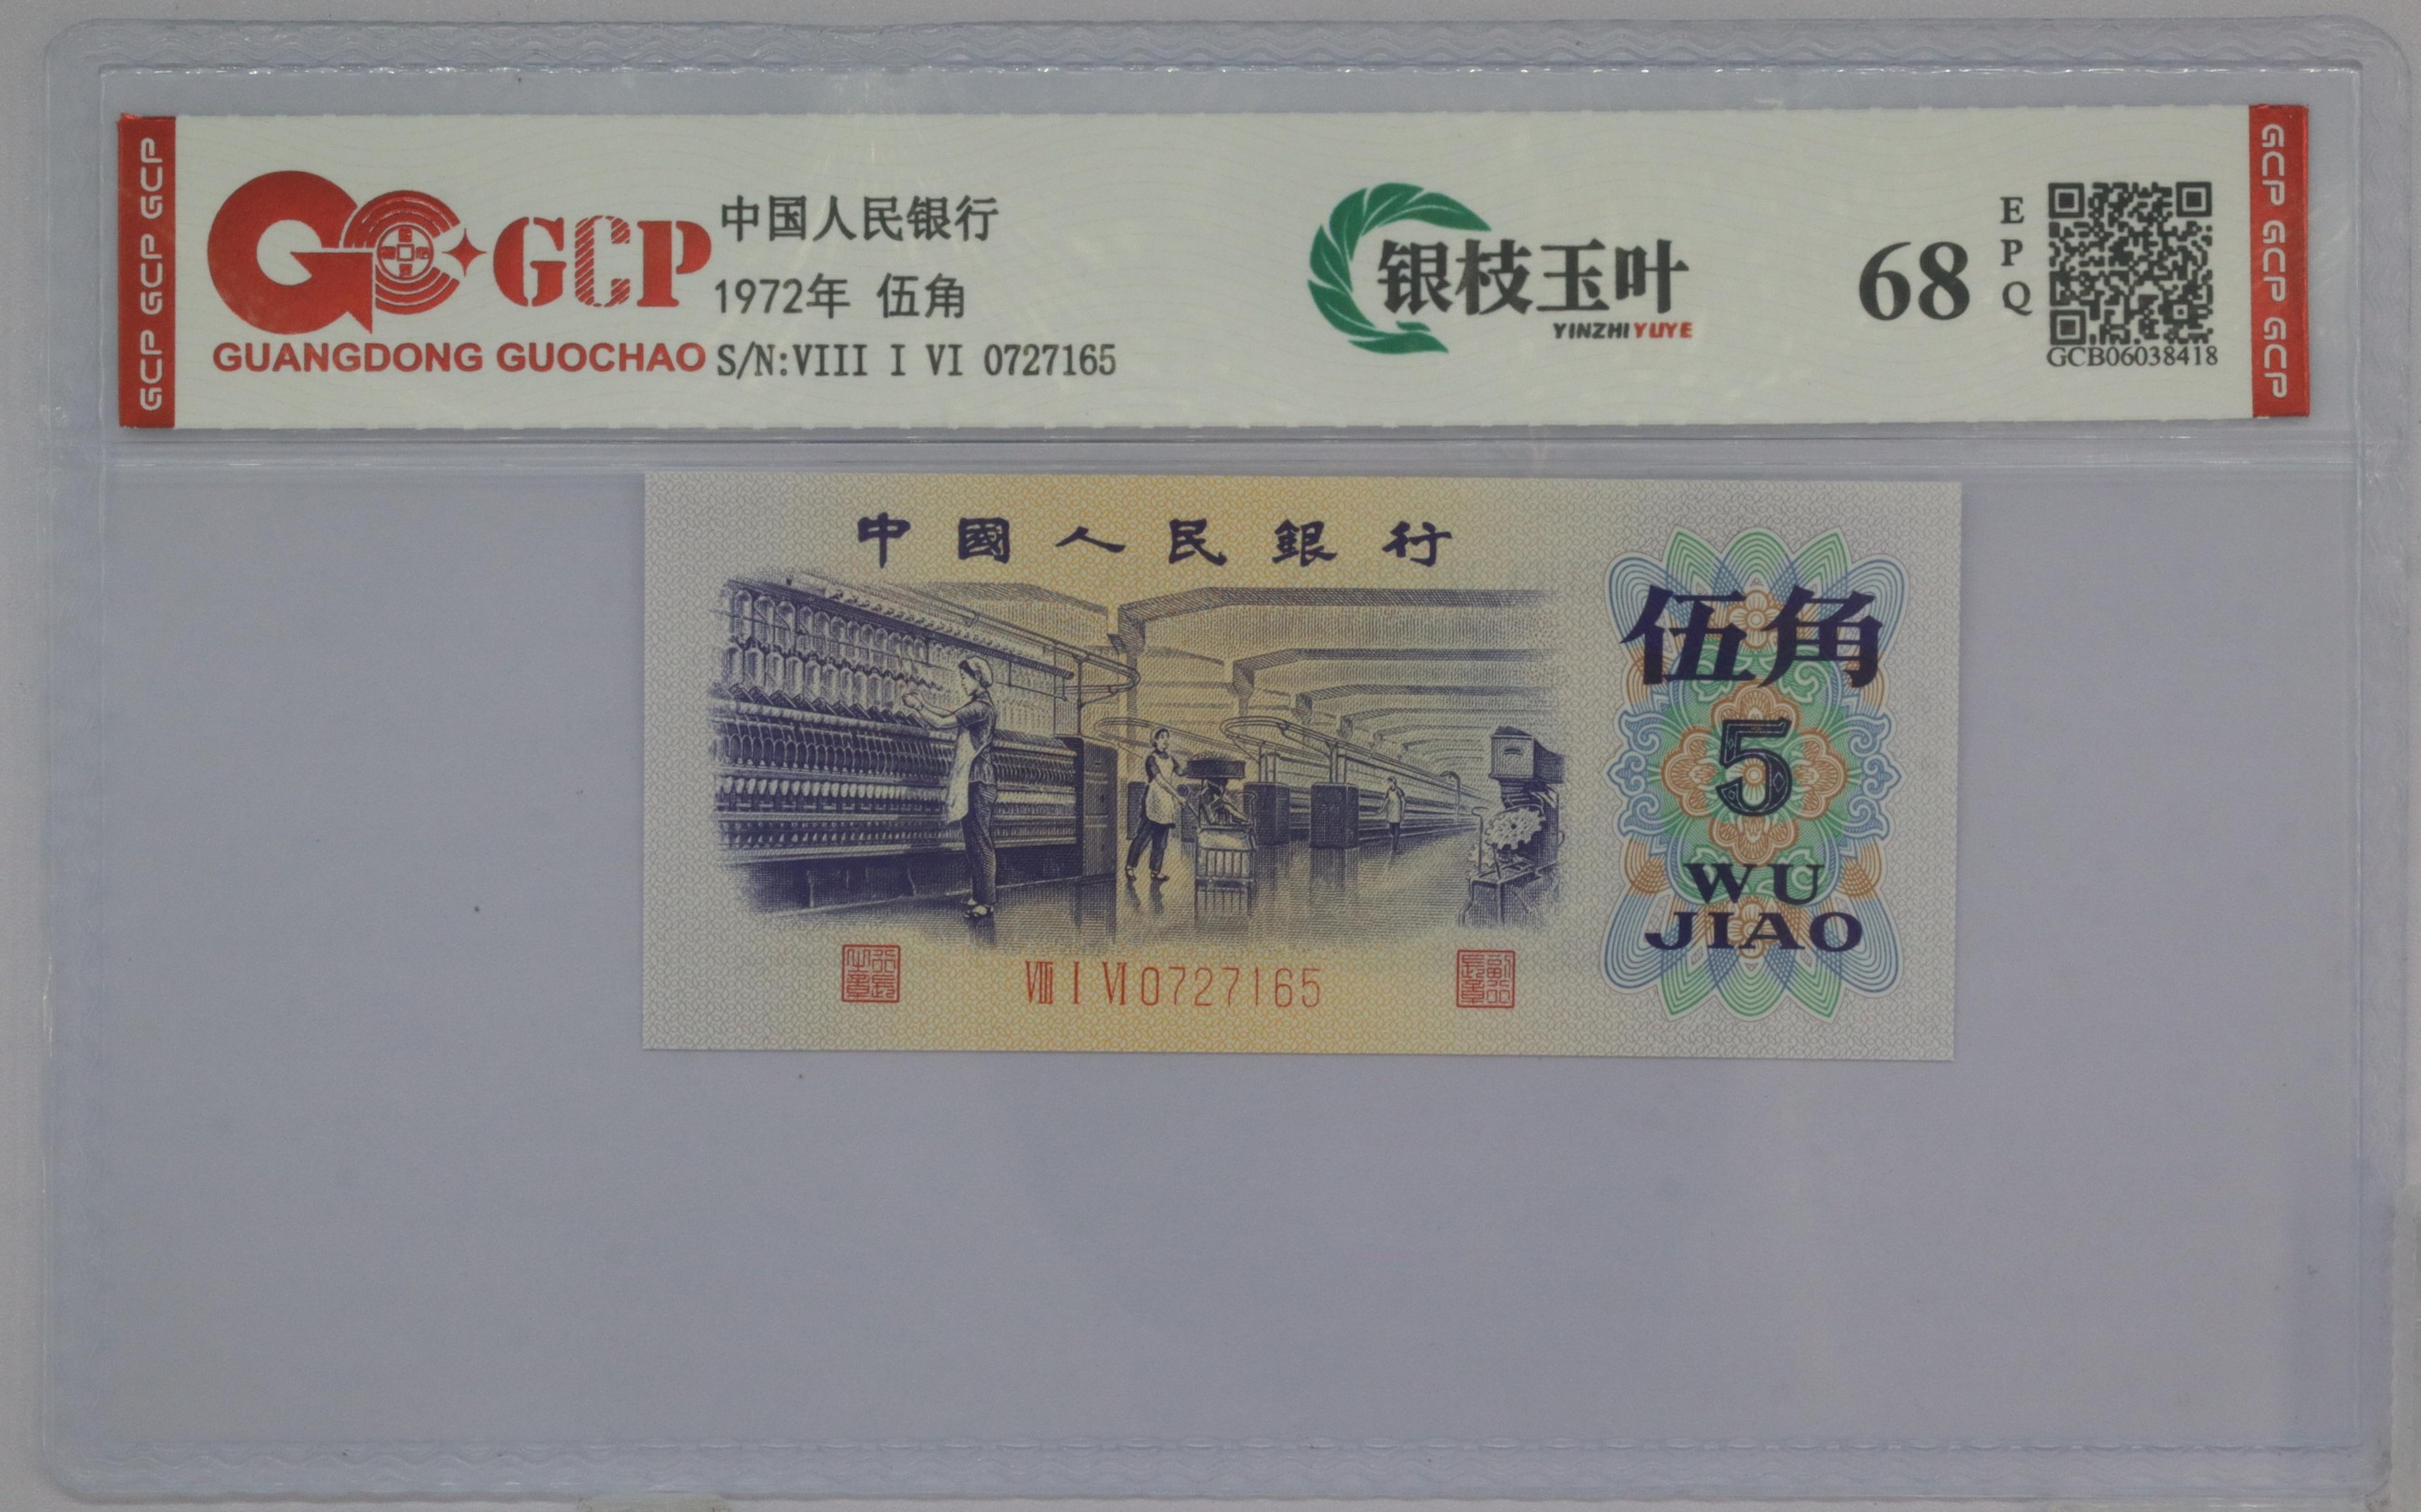 GCP GCP GCP
GCP
GUANGDONG GUOCHAO
中国人民银行
1972年 伍角
S/N:VIII I VI 0727165
银枝玉叶
YINZHIYUYE
68
EPQ
GCB06038418
GCP GCP GCP
中國人民銀行
伍角
5
WU
JIAO
VIII I VI 0727165